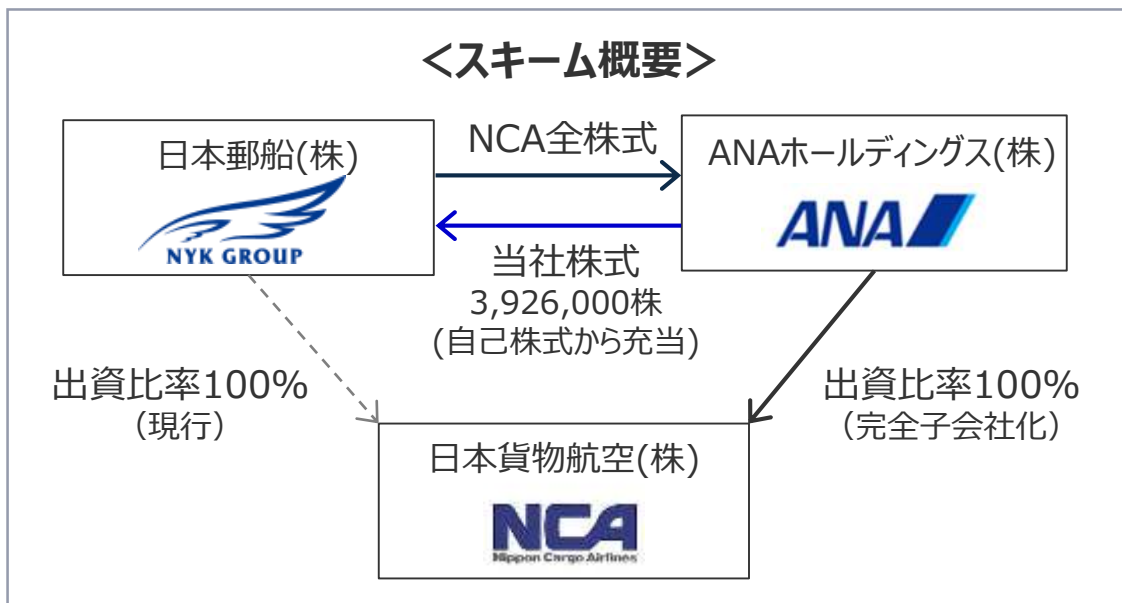 ＜スキーム概要＞
日本郵船(株)
NYK GROUP
NCA全株式
ANAホールディングス(株)
ANA
当社株式
3,926,000株
(自己株式から充当)
出資比率100%
（現行）
出資比率100%
（完全子会社化）
日本貨物航空(株)
NCA
Nippon Cargo Airlines